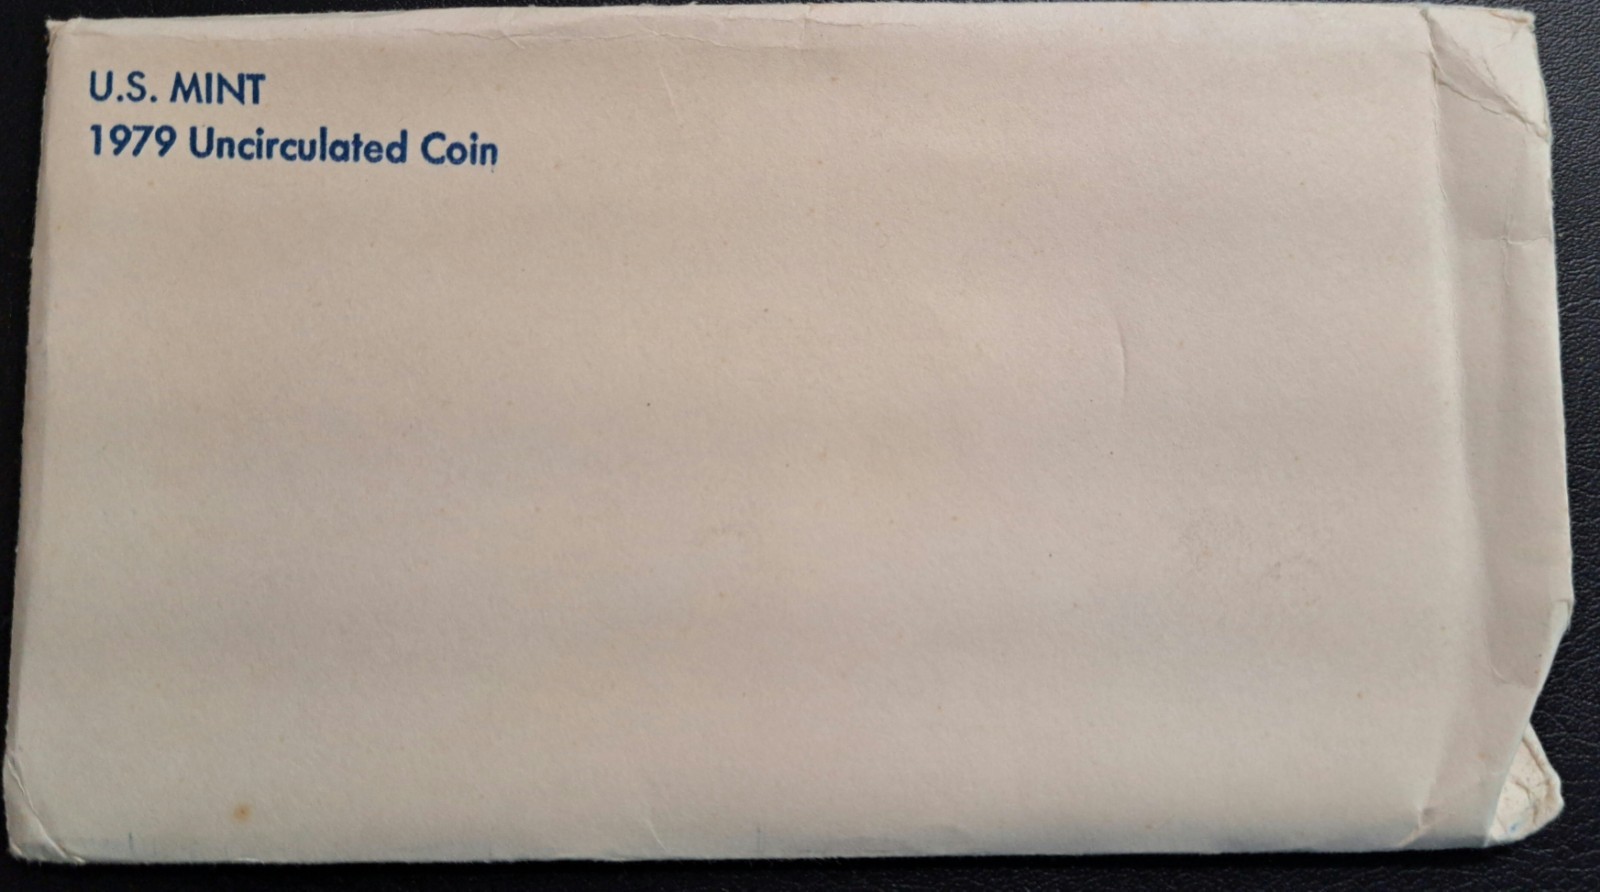 U.S. MINT
1979 Uncirculated Coin